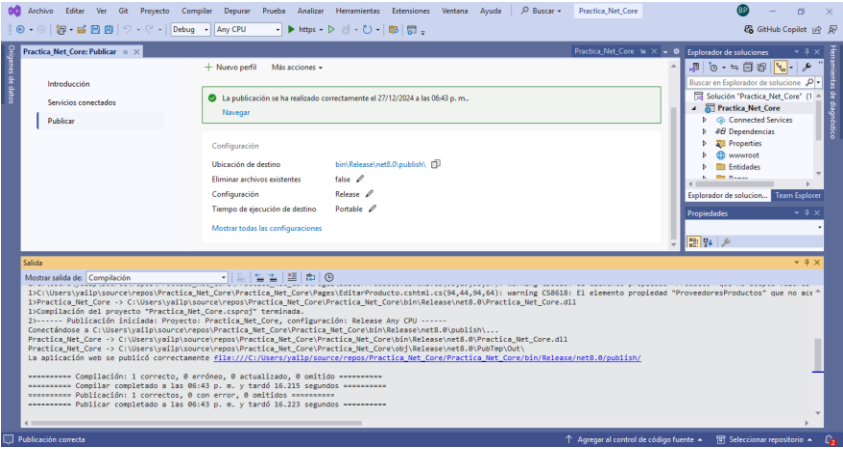 Archivo Editar Ver Git Proyecto Compilar Depurar Prueba Analizar Herramientas Extensiones Ventana Ayuda Buscar Practica_Net_Core BP
Debug Any CPU https GitHub Copilot
Orígenes de datos
Practica_Net_Core: Publicar
Practica_Net_Core
Introducción
Servicios conectados
Publicar
+ Nuevo perfil Más acciones
La publicación se ha realizado correctamente el 27/12/2024 a las 06:43 p. m..
Navegar
Configuración
Ubicación de destino bin\Release\net8.0\publish\
Eliminar archivos existentes false
Configuración Release
Tiempo de ejecución de destino Portable
Mostrar todas las configuraciones
Explorador de soluciones
Buscar en Explorador de solucione
Solución "Practica_Net_Core" (1
Practica_Net_Core
Connected Services
Dependencias
Properties
wwwroot
Entidades
Explorador de solucion... Team Explorer
Propiedades
Herramientas de diagnóstico
Salida
Mostrar salida de: Compilación
1>C:\Users\yailp\source\repos\Practica_Net_Core\Practica_Net_Core\Pages\EditarProducto.cshtml.cs(94,44,94,64): warning CS8618: El elemento propiedad "ProveedoresProductos" que no ace
1>Practica_Net_Core -> C:\Users\yailp\source\repos\Practica_Net_Core\Practica_Net_Core\bin\Release\net8.0\Practica_Net_Core.dll
1>Compilación del proyecto "Practica_Net_Core.csproj" terminada.
2>------ Publicación iniciada: Proyecto: Practica_Net_Core, configuración: Release Any CPU ------
Conectándose a C:\Users\yailp\source\repos\Practica_Net_Core\Practica_Net_Core\bin\Release\net8.0\publish\...
Practica_Net_Core -> C:\Users\yailp\source\repos\Practica_Net_Core\Practica_Net_Core\bin\Release\net8.0\Practica_Net_Core.dll
Practica_Net_Core -> C:\Users\yailp\source\repos\Practica_Net_Core\Practica_Net_Core\obj\Release\net8.0\PubTmp\Out\
La aplicación web se publicó correctamente file:///C:/Users/yailp/source/repos/Practica_Net_Core/Practica_Net_Core/bin/Release/net8.0/publish/
========== Compilación: 1 correcto, 0 erróneo, 0 actualizado, 0 omitido ==========
========== Compilar completado a las 06:43 p. m. y tardó 16.215 segundos ==========
========== Publicación: 1 correctos, 0 con error, 0 omitidos ==========
========== Publicar completado a las 06:43 p. m. y tardó 16.223 segundos ==========
Publicación correcta Agregar al control de código fuente Seleccionar repositorio 2